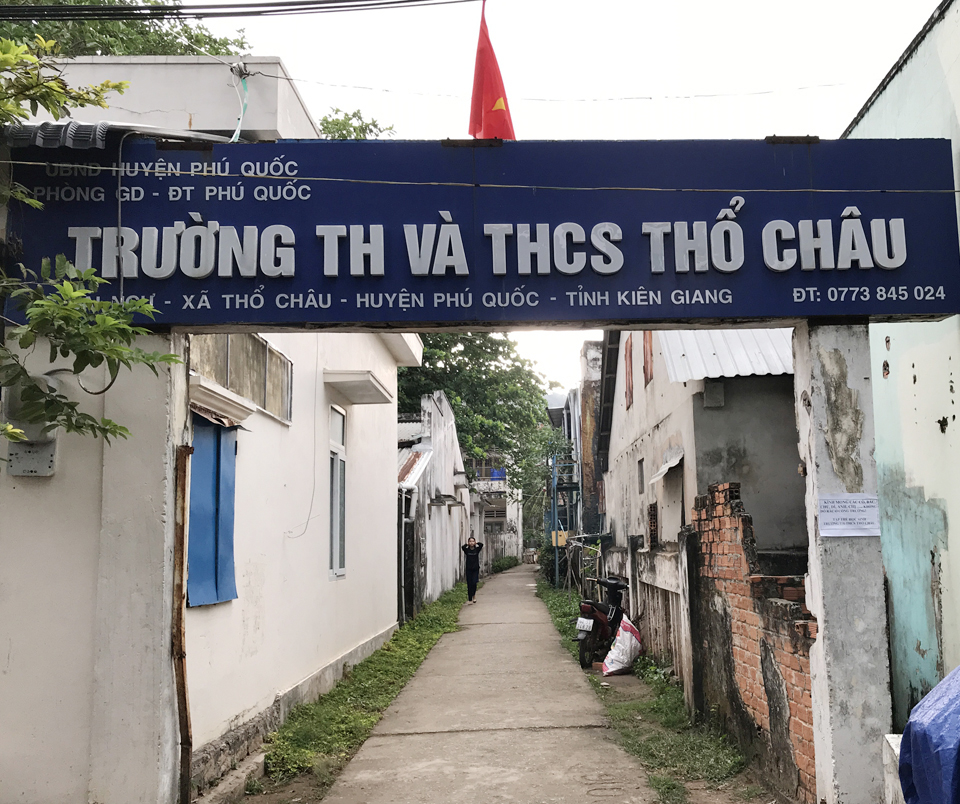 UBND HUYỆN PHÚ QUỐC
PHÒNG GD - ĐT PHÚ QUỐC
TRƯỜNG TH VÀ THCS THỔ CHÂU
NGƯ - XÃ THỔ CHÂU - HUYỆN PHÚ QUỐC - TỈNH KIÊN GIANG ĐT: 0773 845 024